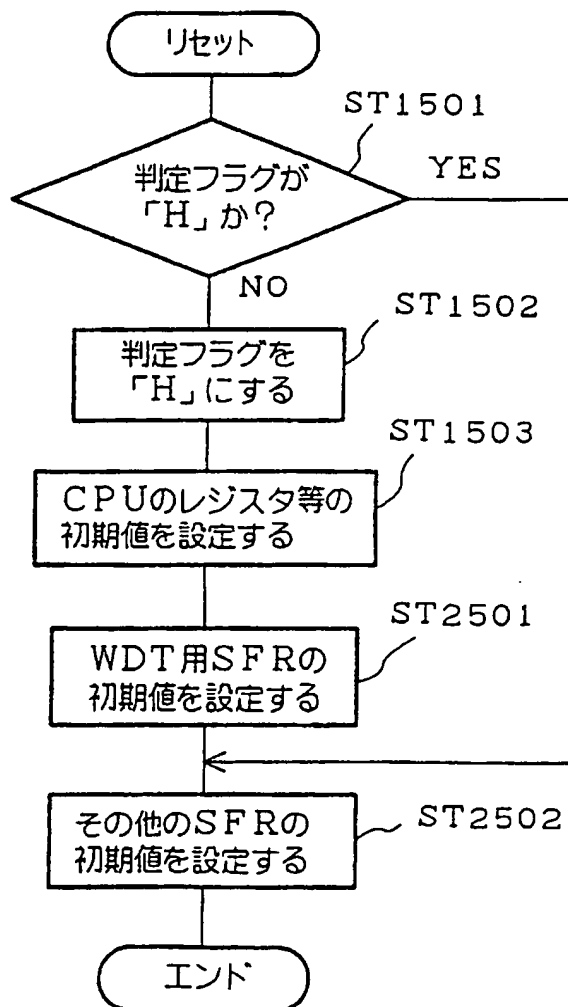 リセット
ST1501
判定フラグが
「H」か?
YES
NO
ST1502
判定フラグを
「H」にする
ST1503
CPUのレジスタ等の
初期値を設定する
ST2501
WDT用SFRの
初期値を設定する
その他のSFRの
初期値を設定する
ST2502
エンド